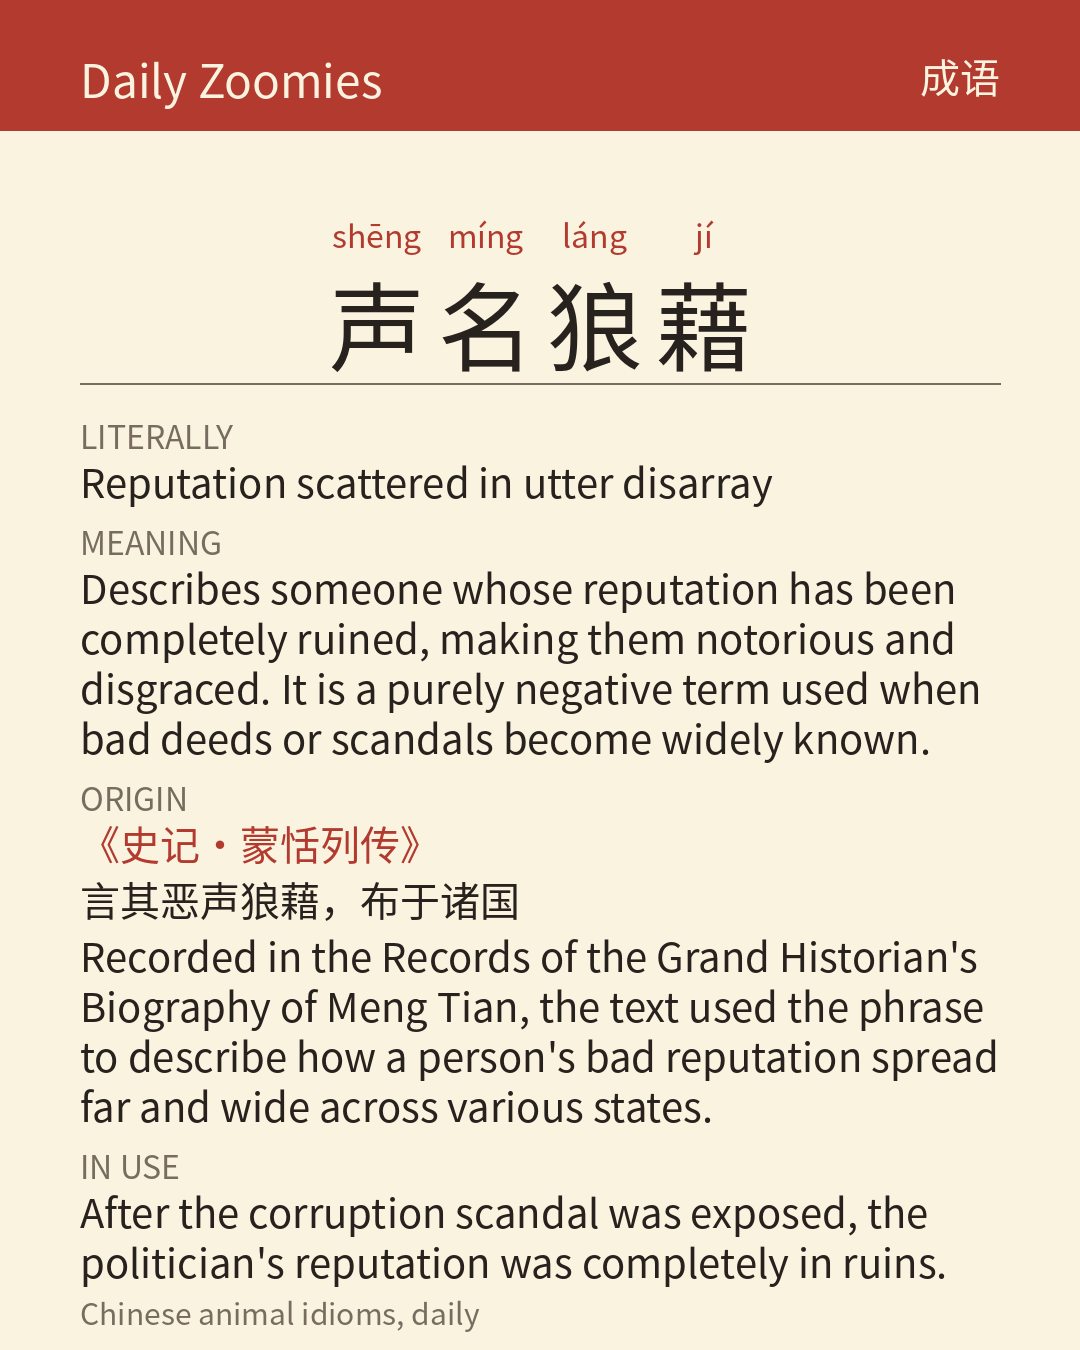 Daily Zoomies
成语
shēng míng láng jí
声名狼藉
LITERALLY
Reputation scattered in utter disarray
MEANING
Describes someone whose reputation has been
completely ruined, making them notorious and
disgraced. It is a purely negative term used when
bad deeds or scandals become widely known.
ORIGIN
《史记·蒙恬列传》
言其恶声狼藉，布于诸国
Recorded in the Records of the Grand Historian's
Biography of Meng Tian, the text used the phrase
to describe how a person's bad reputation spread
far and wide across various states.
IN USE
After the corruption scandal was exposed, the
politician's reputation was completely in ruins.
Chinese animal idioms, daily